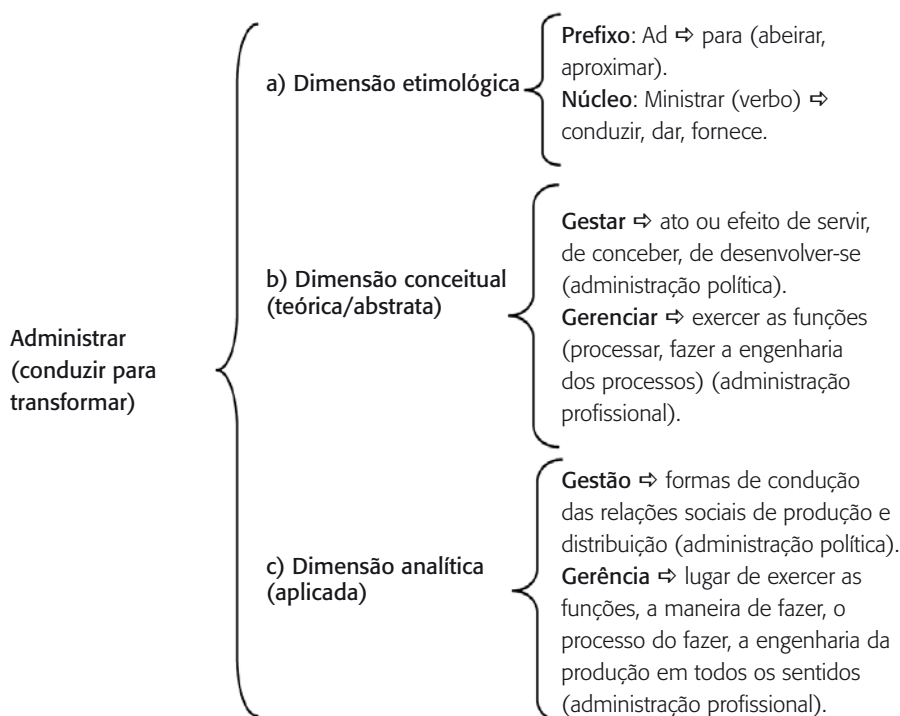 Administrar
(conduzir para
transformar)
a) Dimensão etimológica
Prefixo: Ad ⇨ para (abeirar,
aproximar).
Núcleo: Ministrar (verbo) ⇨
conduzir, dar, fornece.
b) Dimensão conceitual
(teórica/abstrata)
Gestar ⇨ ato ou efeito de servir,
de conceber, de desenvolver-se
(administração política).
Gerenciar ⇨ exercer as funções
(processar, fazer a engenharia
dos processos) (administração
profissional).
c) Dimensão analítica
(aplicada)
Gestão ⇨ formas de condução
das relações sociais de produção e
distribuição (administração política).
Gerência ⇨ lugar de exercer as
funções, a maneira de fazer, o
processo do fazer, a engenharia da
produção em todos os sentidos
(administração profissional).